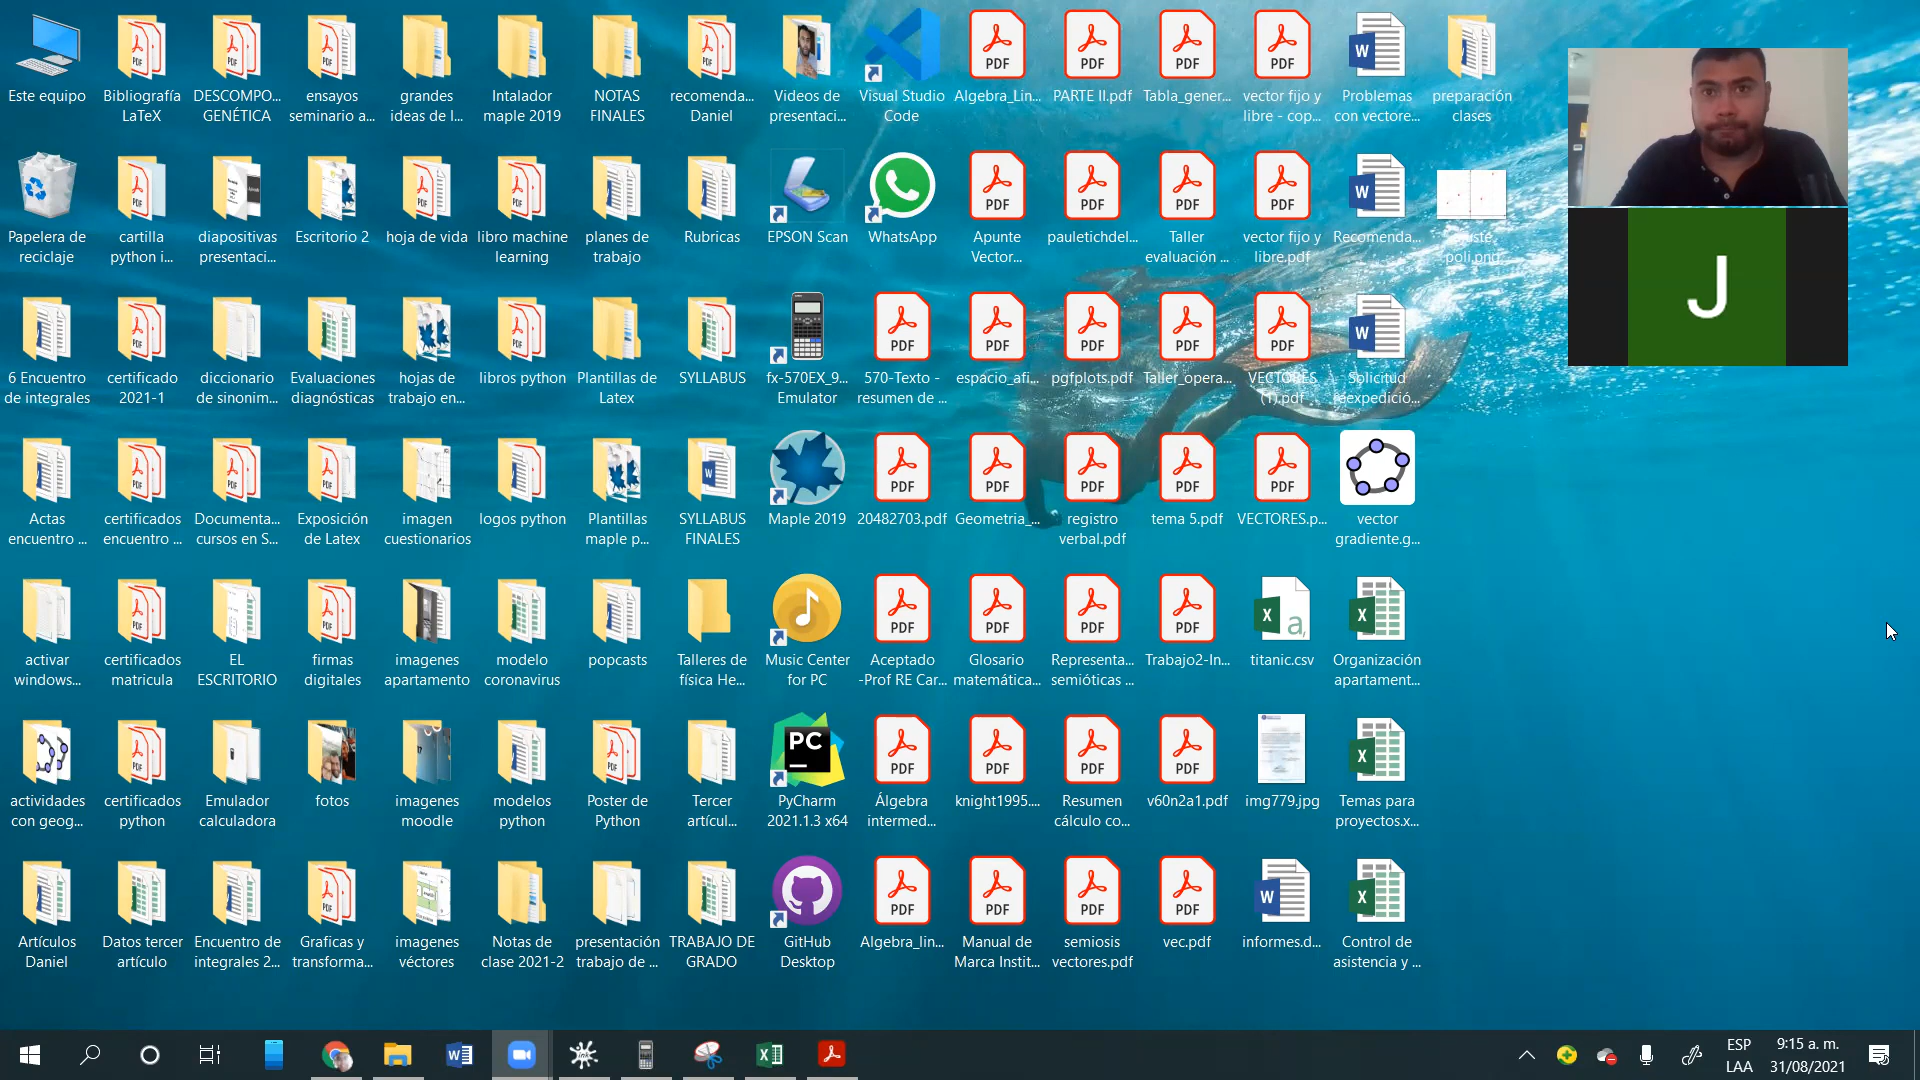 Este equipo
Bibliografía
LaTeX
DESCOMPO...
GENÉTICA
ensayos
seminario a...
grandes
ideas de l...
Intalador
maple 2019
NOTAS
FINALES
recomenda...
Daniel
Videos de
presentaci...
Visual Studio
Code
Algebra_Lin...
PARTE II.pdf
Tabla_gener...
vector fijo y
libre - cop...
Problemas
con vectore...
preparación
clases
Papelera de
reciclaje
cartilla
python i...
diapositivas
presentaci...
Escritorio 2
hoja de vida
libro machine
learning
planes de
trabajo
Rubricas
EPSON Scan
WhatsApp
Apunte
Vector...
pauletichdel...
Taller
evaluación ...
vector fijo y
libre.pdf
Recomenda...
poli.png
J
6 Encuentro
de integrales
certificado
2021-1
diccionario
de sinonim...
Evaluaciones
diagnósticas
hojas de
trabajo en...
libros python
Plantillas de
Latex
SYLLABUS
fx-570EX_9...
Emulator
570-Texto -
resumen de ...
espacio_afi...
pgfplots.pdf
Taller_opera...
VECTORES
(1).pdf
Solicitud
reexpedició...
Actas
encuentro ...
certificados
encuentro ...
Documenta...
cursos en S...
Exposición
de Latex
imagen
cuestionarios
logos python
Plantillas
maple p...
SYLLABUS
FINALES
Maple 2019
20482703.pdf
Geometria_...
registro
verbal.pdf
tema 5.pdf
VECTORES.p...
vector
gradiente.g...
activar
windows...
certificados
matricula
EL
ESCRITORIO
firmas
digitales
imagenes
apartamento
modelo
coronavirus
popcasts
Talleres de
física He...
Music Center
for PC
Aceptado
-Prof RE Car...
Glosario
matemática...
Representa...
semióticas ...
Trabajo2-In...
titanic.csv
Organización
apartament...
actividades
con geog...
certificados
python
Emulador
calculadora
fotos
imagenes
moodle
modelos
python
Poster de
Python
Tercer
artícul...
PyCharm
2021.1.3 x64
Álgebra
intermed...
knight1995....
Resumen
cálculo co...
v60n2a1.pdf
img779.jpg
Temas para
proyectos.x...
Artículos
Daniel
Datos tercer
artículo
Encuentro de
integrales 2...
Graficas y
transforma...
imagenes
véctores
Notas de
clase 2021-2
presentación
trabajo de ...
TRABAJO DE
GRADO
GitHub
Desktop
Algebra_lin...
Manual de
Marca Instit...
semiosis
vectores.pdf
vec.pdf
informes.d...
Control de
asistencia y ...
ESP
LAA
9:15 a. m.
31/08/2021